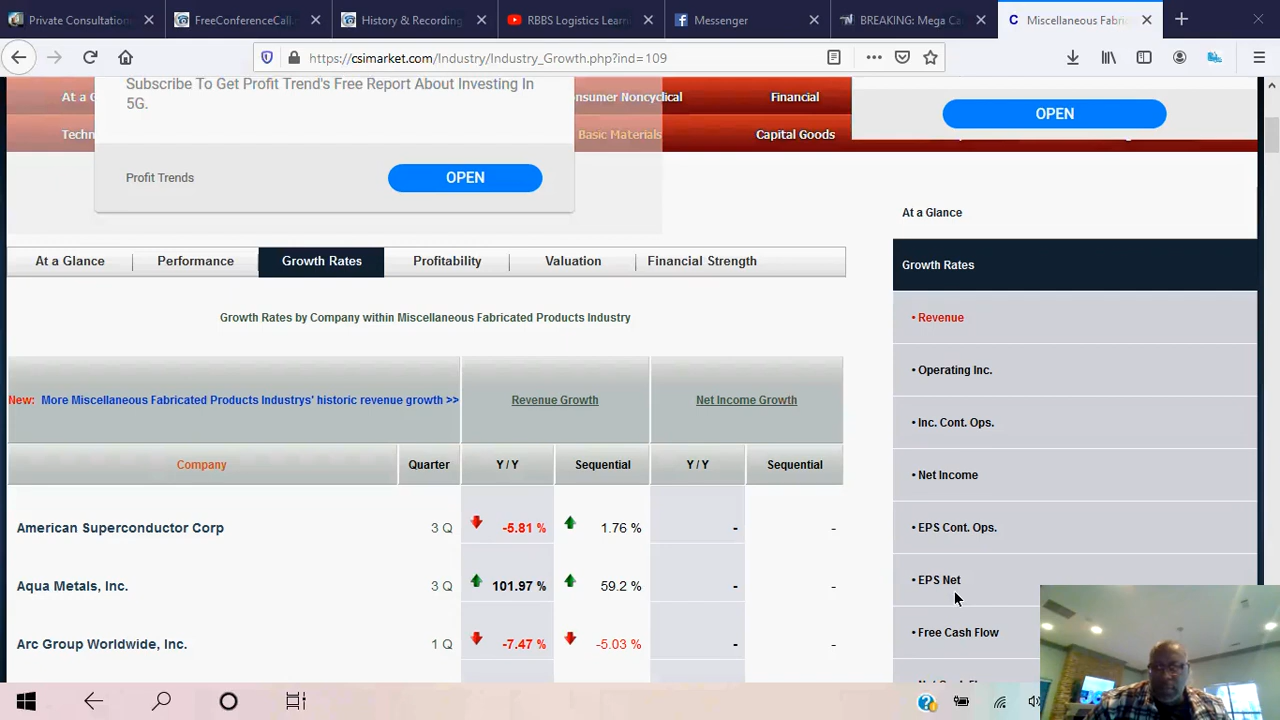 Private Consultation
FreeConferenceCall.
History & Recording
RBBS Logistics Learn
Messenger
BREAKING: Mega Ca
Miscellaneous Fabric
https://csimarket.com/Industry/Industry_Growth.php?ind=109
Subscribe To Get Profit Trend's Free Report About Investing In
5G.
Profit Trends
OPEN
OPEN
At a G
onsumer Noncyclical
Financial
Techn
Basic Materials
Capital Goods
At a Glance
Performance
Growth Rates
Profitability
Valuation
Financial Strength
Growth Rates by Company within Miscellaneous Fabricated Products Industry
New: More Miscellaneous Fabricated Products Industrys' historic revenue growth >>
Revenue Growth
Net Income Growth
Company
Quarter
Y / Y
Sequential
Y / Y
Sequential
American Superconductor Corp 3 Q -5.81 % 1.76 % - -
Aqua Metals, Inc. 3 Q 101.97 % 59.2 % - -
Arc Group Worldwide, Inc. 1 Q -7.47 % -5.03 % - -
At a Glance
Growth Rates
• Revenue
• Operating Inc.
• Inc. Cont. Ops.
• Net Income
• EPS Cont. Ops.
• EPS Net
• Free Cash Flow